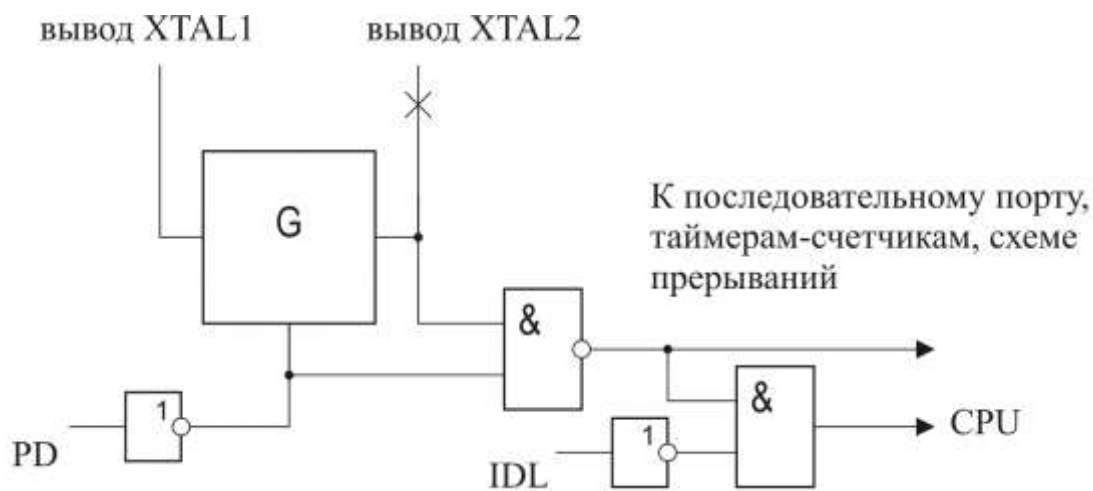 вывод XTAL1
вывод XTAL2
G
К последовательному порту,
таймерам-счетчикам, схеме
прерываний
&
&
1
PD
1
IDL
CPU